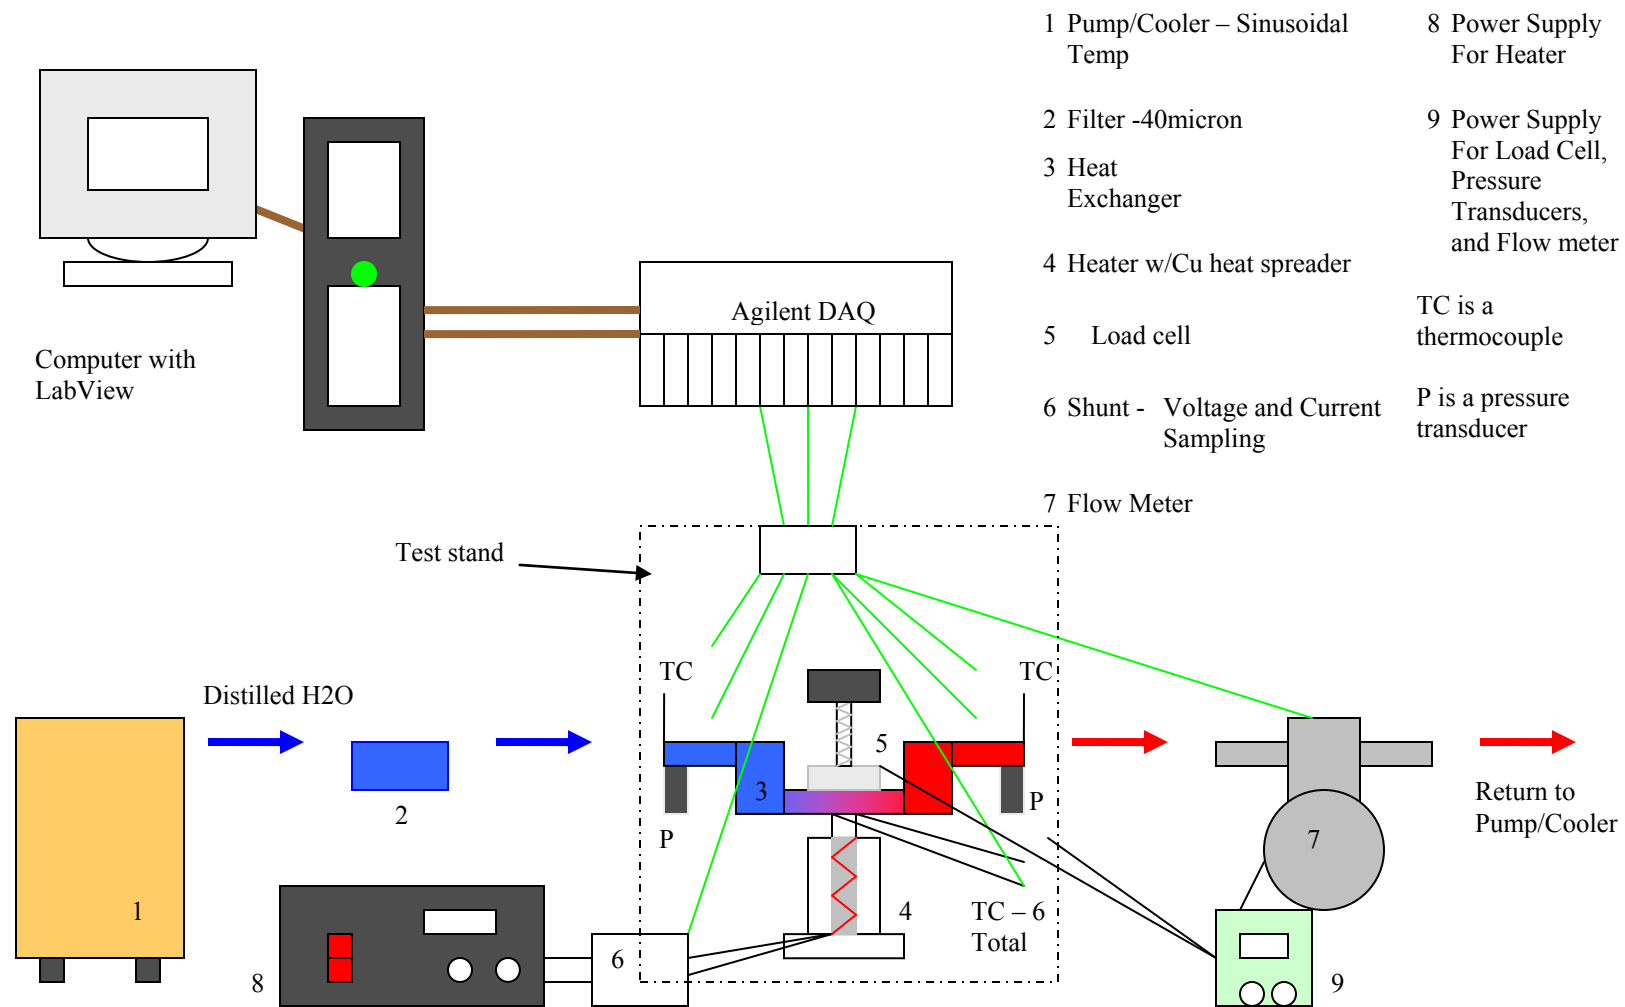 1 Pump/Cooler – Sinusoidal
Temp
2 Filter -40micron
3 Heat
Exchanger
4 Heater w/Cu heat spreader
5 Load cell
6 Shunt - Voltage and Current
Sampling
7 Flow Meter
8 Power Supply
For Heater
9 Power Supply
For Load Cell,
Pressure
Transducers,
and Flow meter
TC is a
thermocouple
P is a pressure
transducer
Agilent DAQ
Computer with
LabView
Test stand
TC
TC
Distilled H2O
5
3
2
P
P
Return to
Pump/Cooler
7
1
4
TC – 6
Total
6
8
9